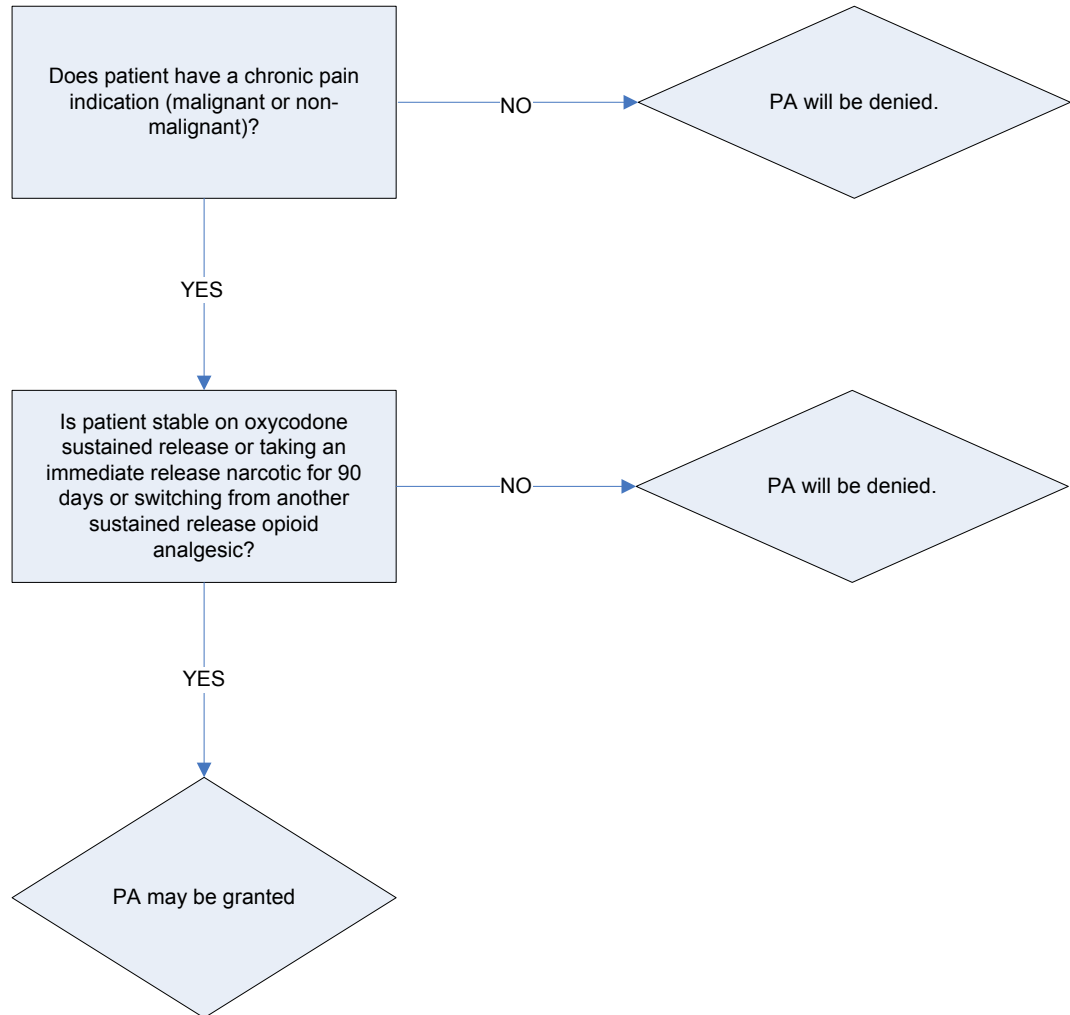 Does patient have a chronic pain
indication (malignant or non-
malignant)?
NO
PA will be denied.
YES
Is patient stable on oxycodone
sustained release or taking an
immediate release narcotic for 90
days or switching from another
sustained release opioid
analgesic?
NO
PA will be denied.
YES
PA may be granted